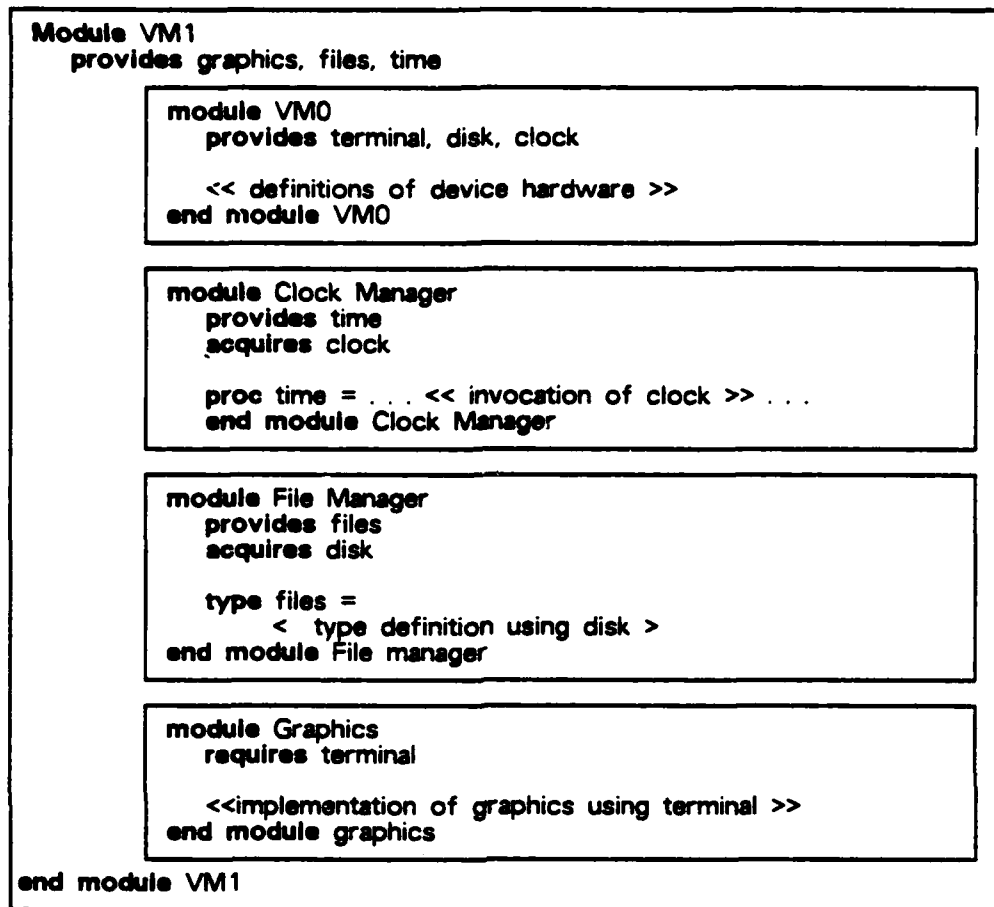 Module VM1
provides graphics, files, time
module VM0
provides terminal, disk, clock
<< definitions of device hardware >>
end module VM0
module Clock Manager
provides time
acquires clock
proc time = . . . << invocation of clock >> . . .
end module Clock Manager
module File Manager
provides files
acquires disk
type files =
< type definition using disk >
end module File manager
module Graphics
requires terminal
<<implementation of graphics using terminal >>
end module graphics
end module VM1